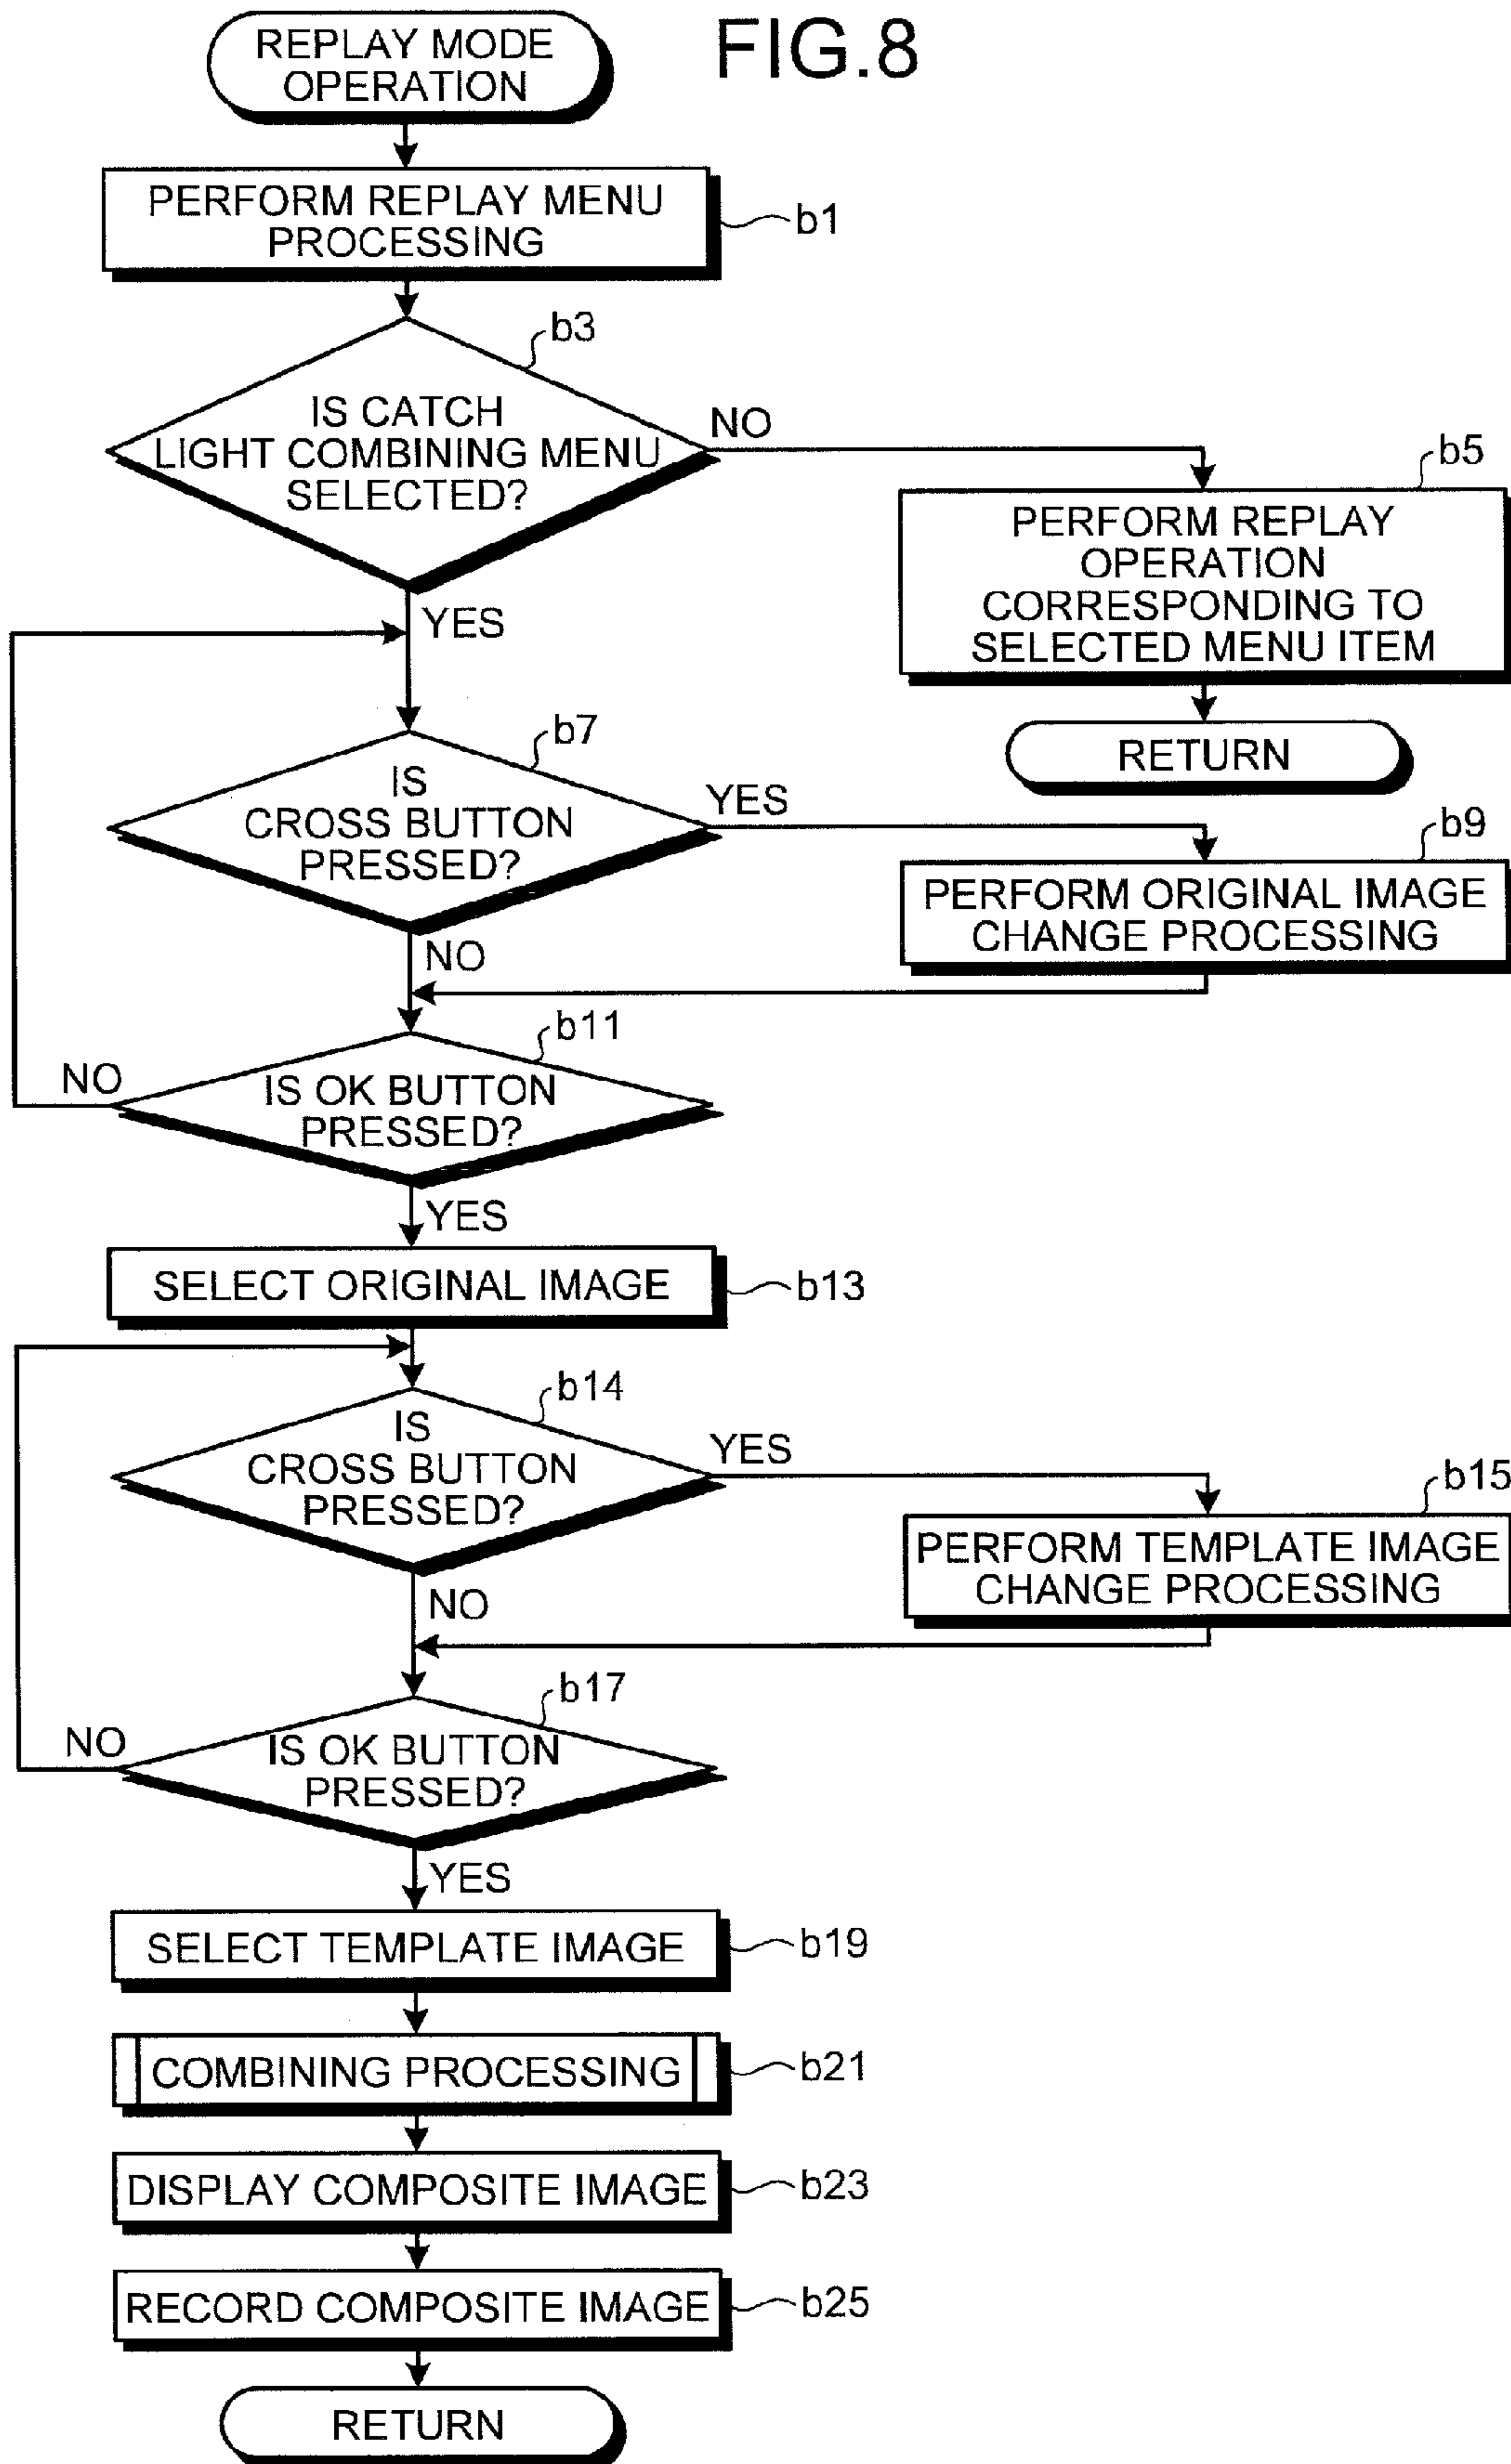 FIG.8
REPLAY MODE
OPERATION
PERFORM REPLAY MENU
PROCESSING
b1
b3
IS CATCH
LIGHT COMBINING MENU
SELECTED?
NO
YES
b5
PERFORM REPLAY
OPERATION
CORRESPONDING TO
SELECTED MENU ITEM
RETURN
b7
IS
CROSS BUTTON
PRESSED?
YES
NO
b9
PERFORM ORIGINAL IMAGE
CHANGE PROCESSING
b11
IS OK BUTTON
PRESSED?
NO
YES
SELECT ORIGINAL IMAGE
b13
b14
IS
CROSS BUTTON
PRESSED?
YES
NO
b15
PERFORM TEMPLATE IMAGE
CHANGE PROCESSING
b17
IS OK BUTTON
PRESSED?
NO
YES
SELECT TEMPLATE IMAGE
b19
COMBINING PROCESSING
b21
DISPLAY COMPOSITE IMAGE
b23
RECORD COMPOSITE IMAGE
b25
RETURN